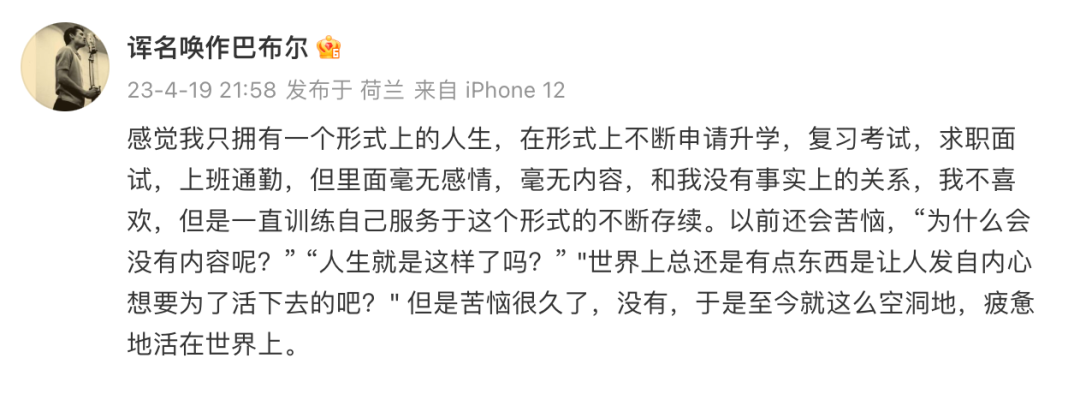 诨名唤作巴布尔
23-4-19 21:58 发布于 荷兰 来自 iPhone 12
感觉我只拥有一个形式上的人生，在形式上不断申请升学，复习考试，求职面
试，上班通勤，但里面毫无感情，毫无内容，和我没有事实上的关系，我不喜
欢，但是一直训练自己服务于这个形式的不断存续。以前还会苦恼，“为什么会
没有内容呢？” “人生就是这样了吗？” "世界上总还是有点东西是让人发自内心
想要为了活下去的吧？" 但是苦恼很久了，没有，于是至今就这么空洞地，疲惫
地活在世界上。